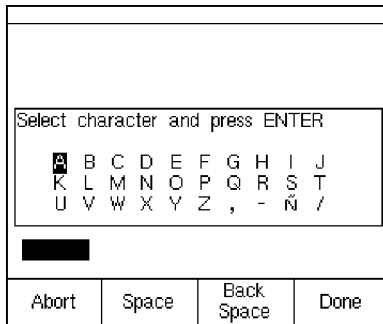 Select character and press ENTER
A B C D E F G H I J
K L M N O P Q R S T
U V W X Y Z , - Ñ /
Abort Space Back Space Done